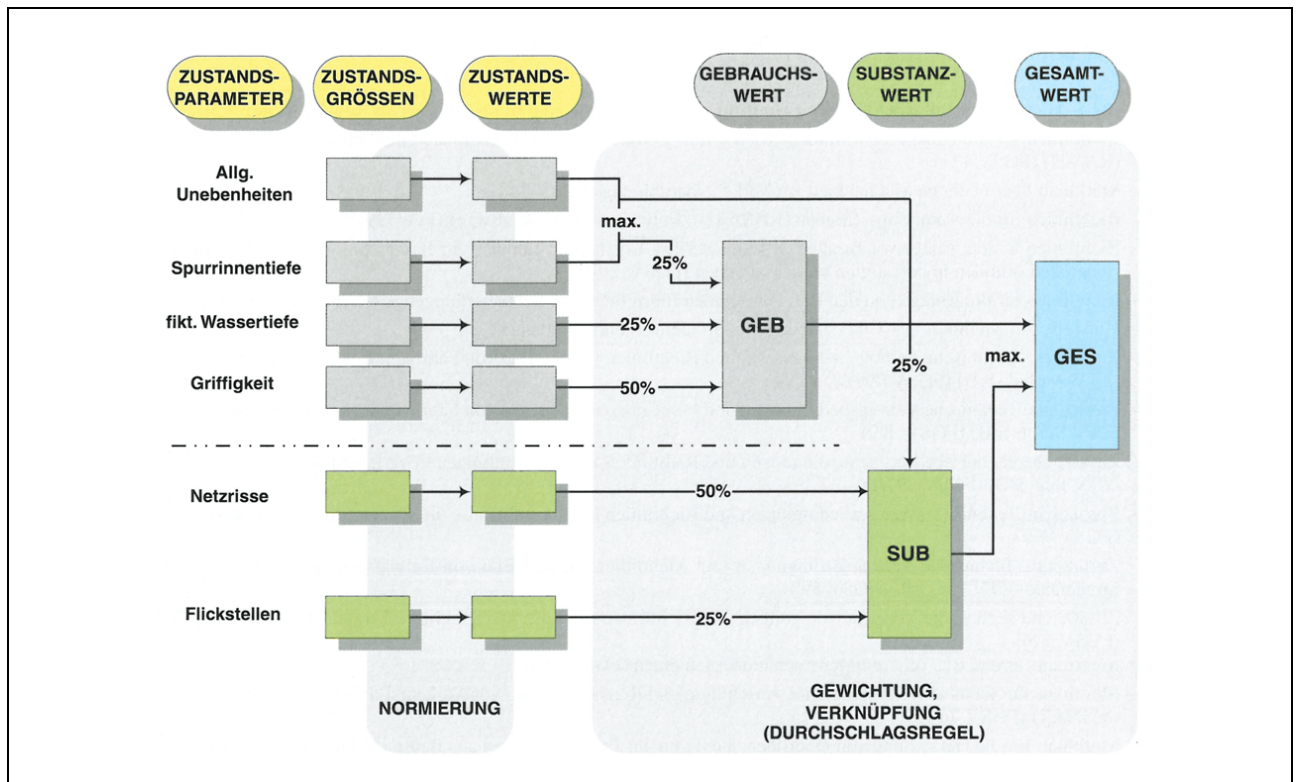 ZUSTANDS-
PARAMETER
ZUSTANDS-
GRÖSSEN
ZUSTANDS-
WERTE
GEBRAUCHS-
WERT
SUBSTANZ-
WERT
GESAMT-
WERT
Allg.
Unebenheiten
max.
Spurrinnentiefe
25%
fikt. Wassertiefe
25%
GEB
Griffigkeit
50%
25%
max.
GES
Netzrisse
50%
SUB
Flickstellen
25%
NORMIERUNG
GEWICHTUNG,
VERKNÜPFUNG
(DURCHSCHLAGSREGEL)